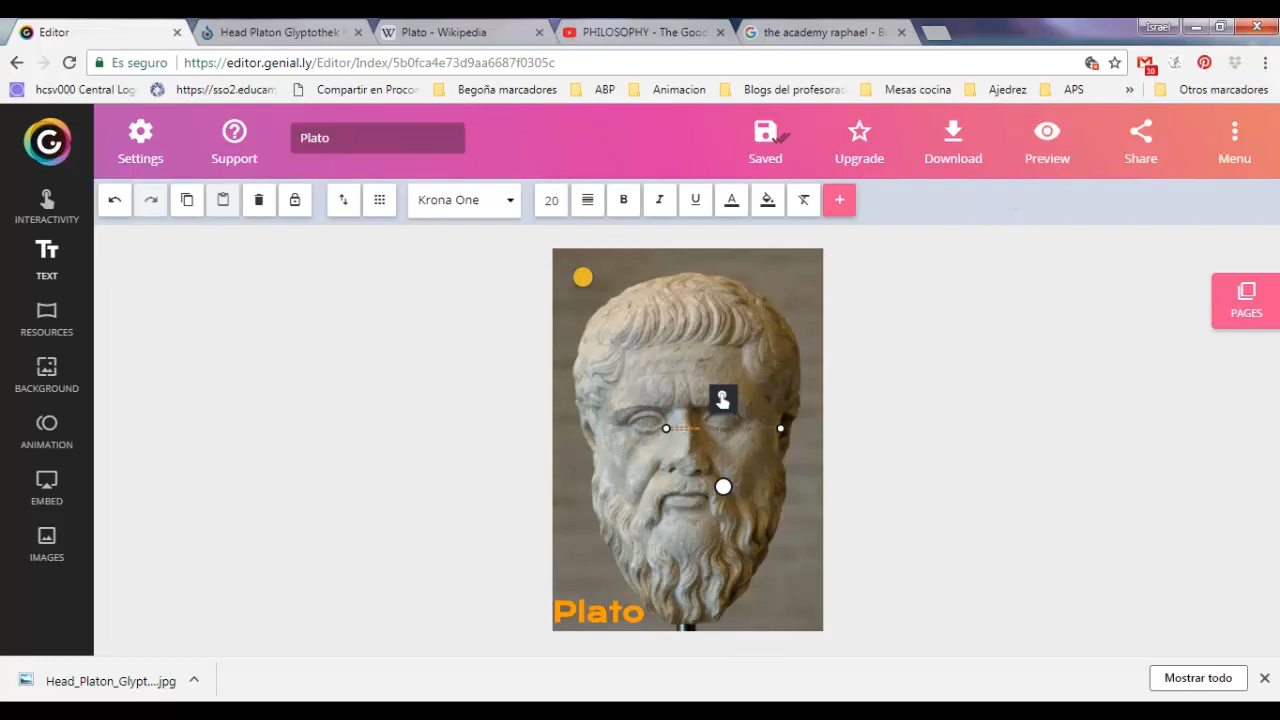 Editor
Head Platon Glyptothek
Plato - Wikipedia
PHILOSOPHY - The Good
the academy raphael - B
Israel
Es seguro
https://editor.genial.ly/Editor/Index/5b0fca4e73d9aa6687f0305c
10
hcsv000 Central Log
https://sso2.educam
Compartir en Procon
Begoña marcadores
ABP
Animacion
Blogs del profesora
Mesas cocina
Ajedrez
APS
»
Otros marcadores
Settings
Support
Plato
Saved
Upgrade
Download
Preview
Share
Menu
Krona One
20
B
I
U
A
+
INTERACTIVITY
TEXT
RESOURCES
BACKGROUND
ANIMATION
EMBED
IMAGES
PAGES
Plato
Head_Platon_Glypt....jpg
Mostrar todo